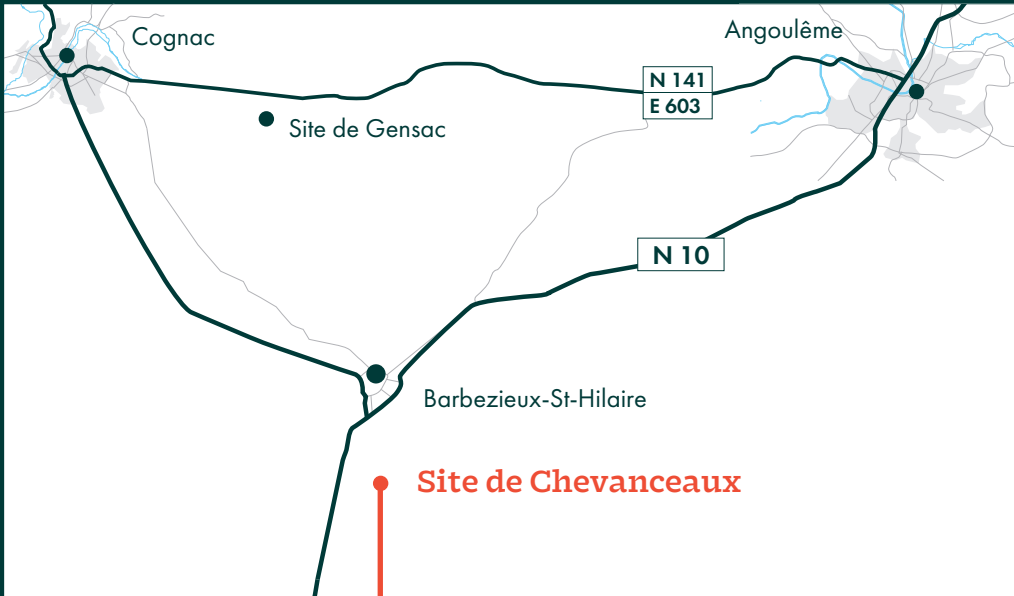 Cognac
Angoulême
N 141
E 603
Site de Gensac
N 10
Barbezieux-St-Hilaire
Site de Chevanceaux